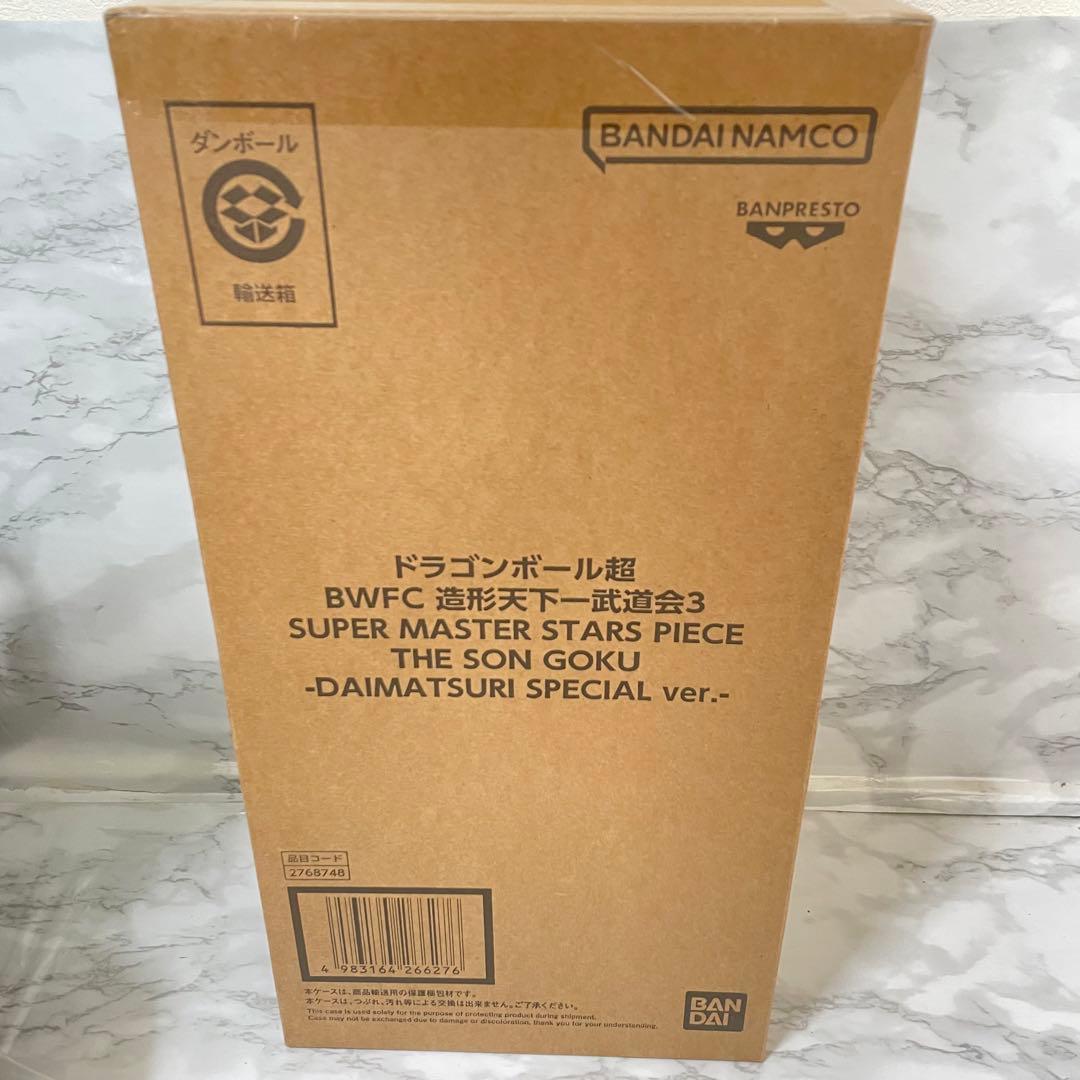 ダンボール
輸送箱
BANDAI NAMCO
BANPRESTO
ドラゴンボール超
BWFC 造形天下一武道会3
SUPER MASTER STARS PIECE
THE SON GOKU
-DAIMATSURI SPECIAL ver.-
品目コード
2768748
4 983164 266276
本ケースは、商品輸送用の保護梱包材です。
本ケースは、つぶれ、汚れ等による交換は出来ません。ご了承ください。
This case is used solely for the purpose of protecting product during shipment.
Case may not be exchanged due to damage or discoloration, thank you for your understanding.
BAN
DAI